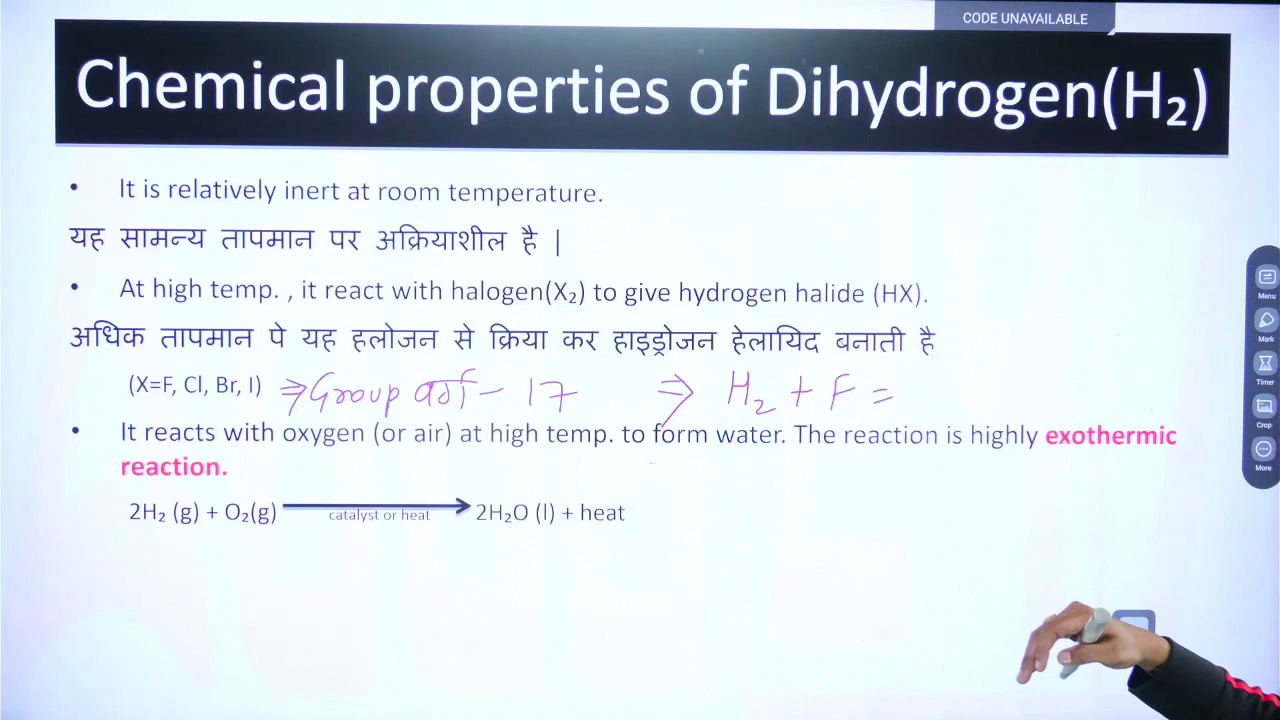 CODE UNAVAILABLE
Chemical properties of Dihydrogen(H₂)
• It is relatively inert at room temperature.
यह सामन्य तापमान पर अक्रियाशील है |
• At high temp. , it react with halogen(X₂) to give hydrogen halide (HX).
अधिक तापमान पे यह हलोजन से क्रिया कर हाइड्रोजन हेलायिद बनाती है
(X=F, Cl, Br, I) ⇒ Group वर्ग - 17 ⇒ H₂ + F =
• It reacts with oxygen (or air) at high temp. to form water. The reaction is highly exothermic
reaction.
2H₂ (g) + O₂(g) catalyst or heat → 2H₂O (l) + heat
Menu
Mark
Timer
Crop
More